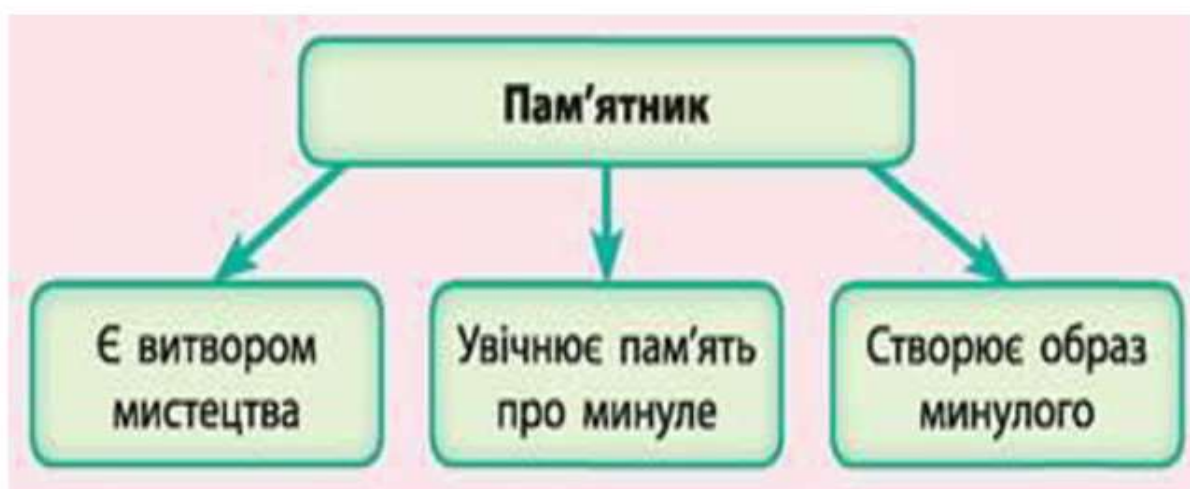 Пам'ятник
Є витвором
мистецтва
Увічнює пам'ять
про минуле
Створює образ
минулого